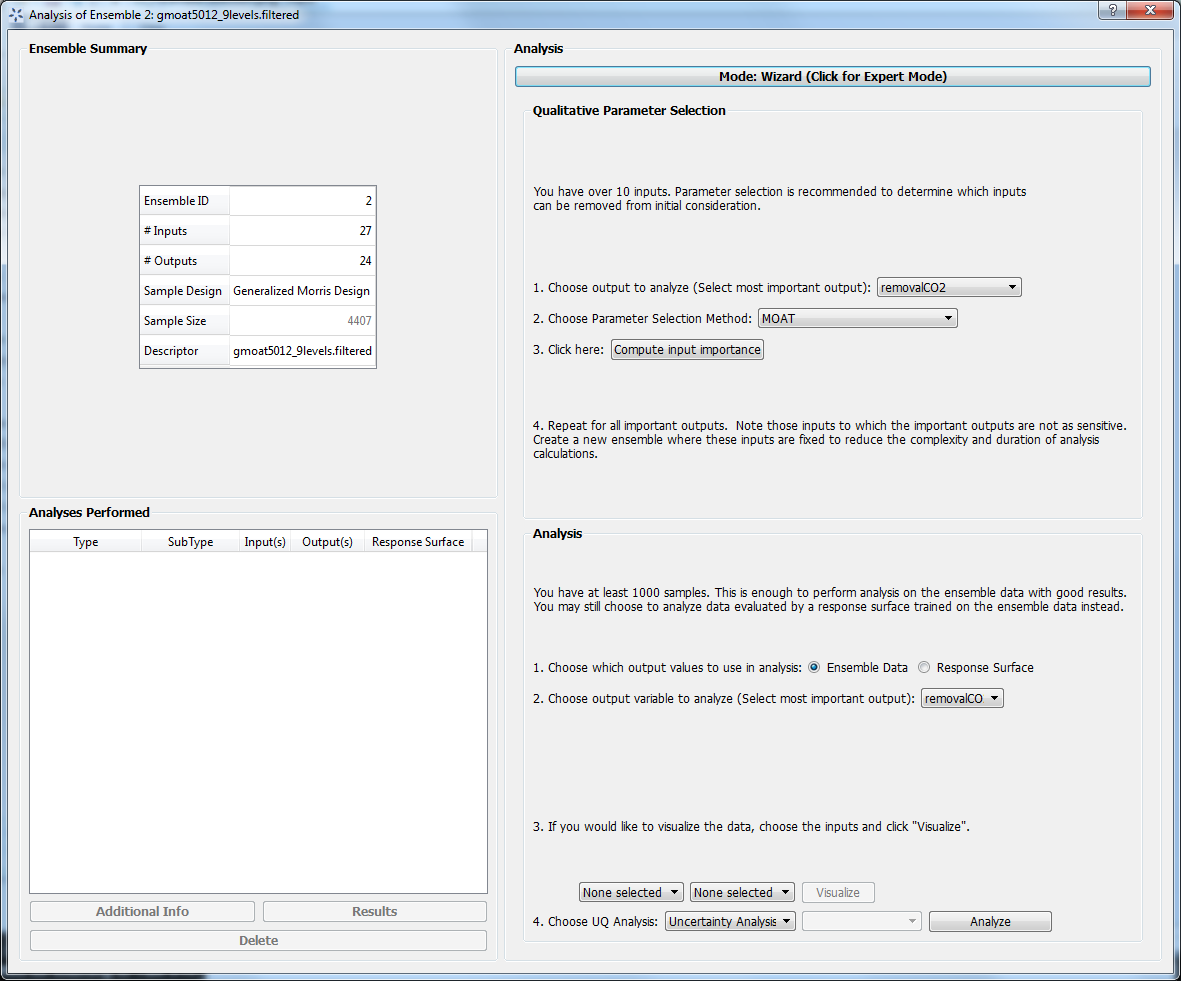 Analysis of Ensemble 2: gmoat5012_9levels.filtered
Ensemble Summary
Ensemble ID 2
# Inputs 27
# Outputs 24
Sample Design Generalized Morris Design
Sample Size 4407
Descriptor gmoat5012_9levels.filtered
Analyses Performed
Type SubType Input(s) Output(s) Response Surface
Additional Info Results
Delete
Analysis
Mode: Wizard (Click for Expert Mode)
Qualitative Parameter Selection
You have over 10 inputs. Parameter selection is recommended to determine which inputs
can be removed from initial consideration.
1. Choose output to analyze (Select most important output): removalCO2
2. Choose Parameter Selection Method: MOAT
3. Click here: Compute input importance
4. Repeat for all important outputs. Note those inputs to which the important outputs are not as sensitive.
Create a new ensemble where these inputs are fixed to reduce the complexity and duration of analysis
calculations.
Analysis
You have at least 1000 samples. This is enough to perform analysis on the ensemble data with good results.
You may still choose to analyze data evaluated by a response surface trained on the ensemble data instead.
1. Choose which output values to use in analysis: Ensemble Data Response Surface
2. Choose output variable to analyze (Select most important output): removalCO
3. If you would like to visualize the data, choose the inputs and click "Visualize".
None selected None selected Visualize
4. Choose UQ Analysis: Uncertainty Analysis Analyze